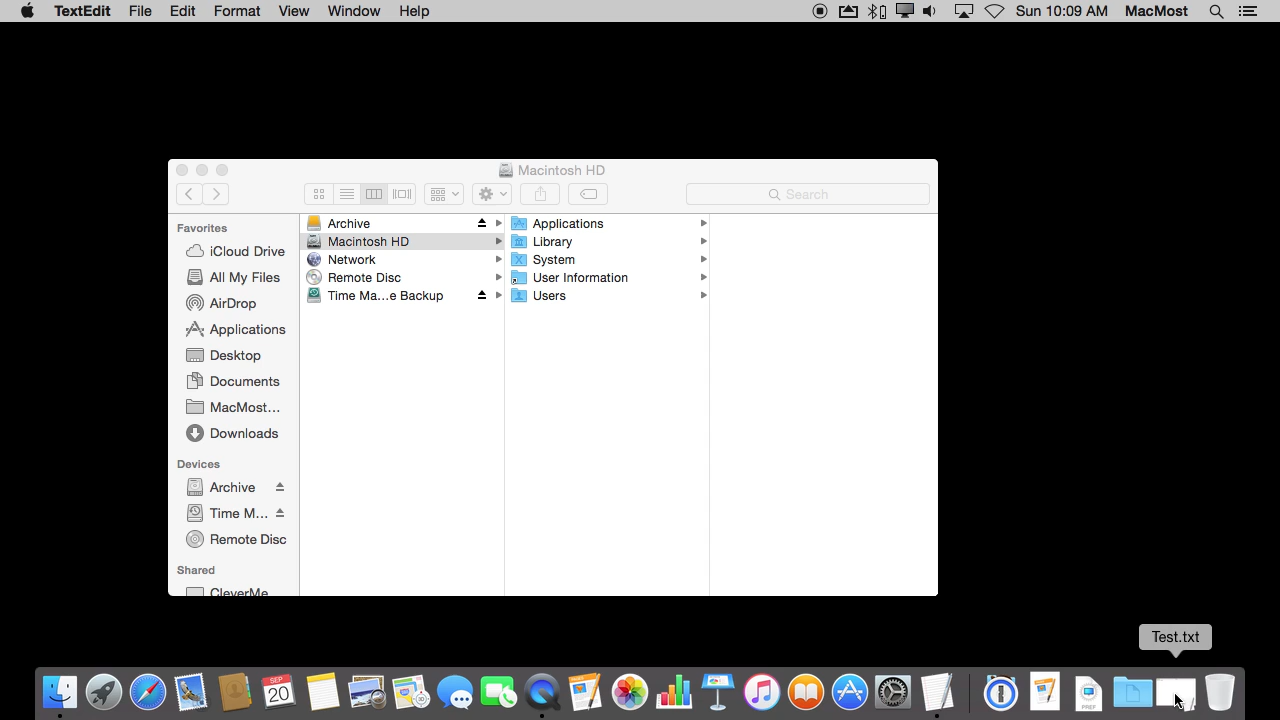 TextEdit File Edit Format View Window Help Sun 10:09 AM MacMost
Macintosh HD
Search
Favorites
iCloud Drive
All My Files
AirDrop
Applications
Desktop
Documents
MacMost...
Downloads
Devices
Archive
Time M...
Remote Disc
Shared
CleverMe
Archive
Macintosh HD
Network
Remote Disc
Time Ma...e Backup
Applications
Library
System
User Information
Users
Test.txt
SEP
20
PREF